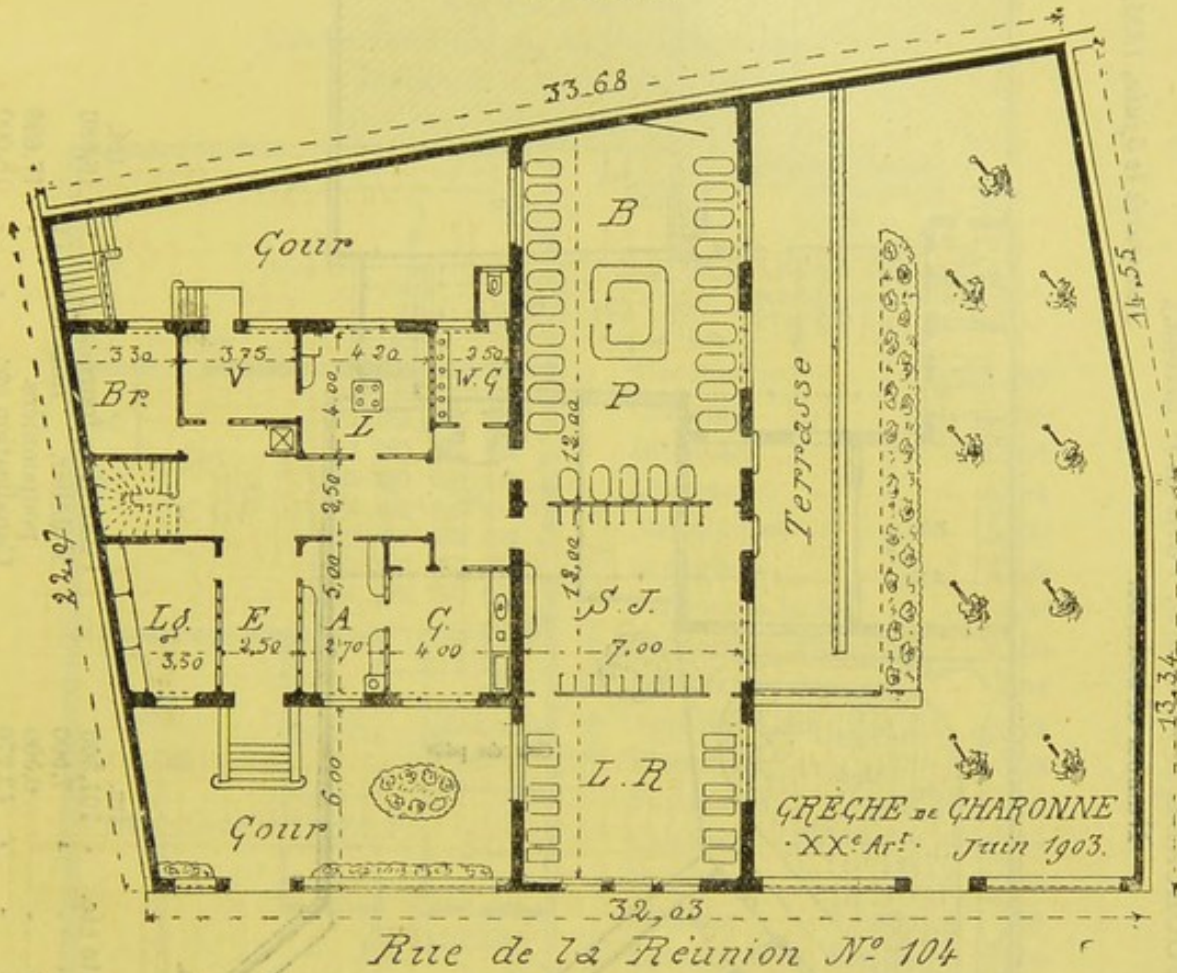 33.68
Cour
B
3.30
3.75
4.20
2.50
Br.
V
L
W.C
4.00
P
12.00
14.55
Terrasse
2,50
22.07
5.00
12.00
Lg.
E
A
C.
S.J.
3,50
2,50
2.70
4.00
7.00
13.34
6.00
L.R
Cour
CRÈCHE DE CHARONNE
·XXe Art· Juin 1903.
32,03
Rue de la Réunion No 104